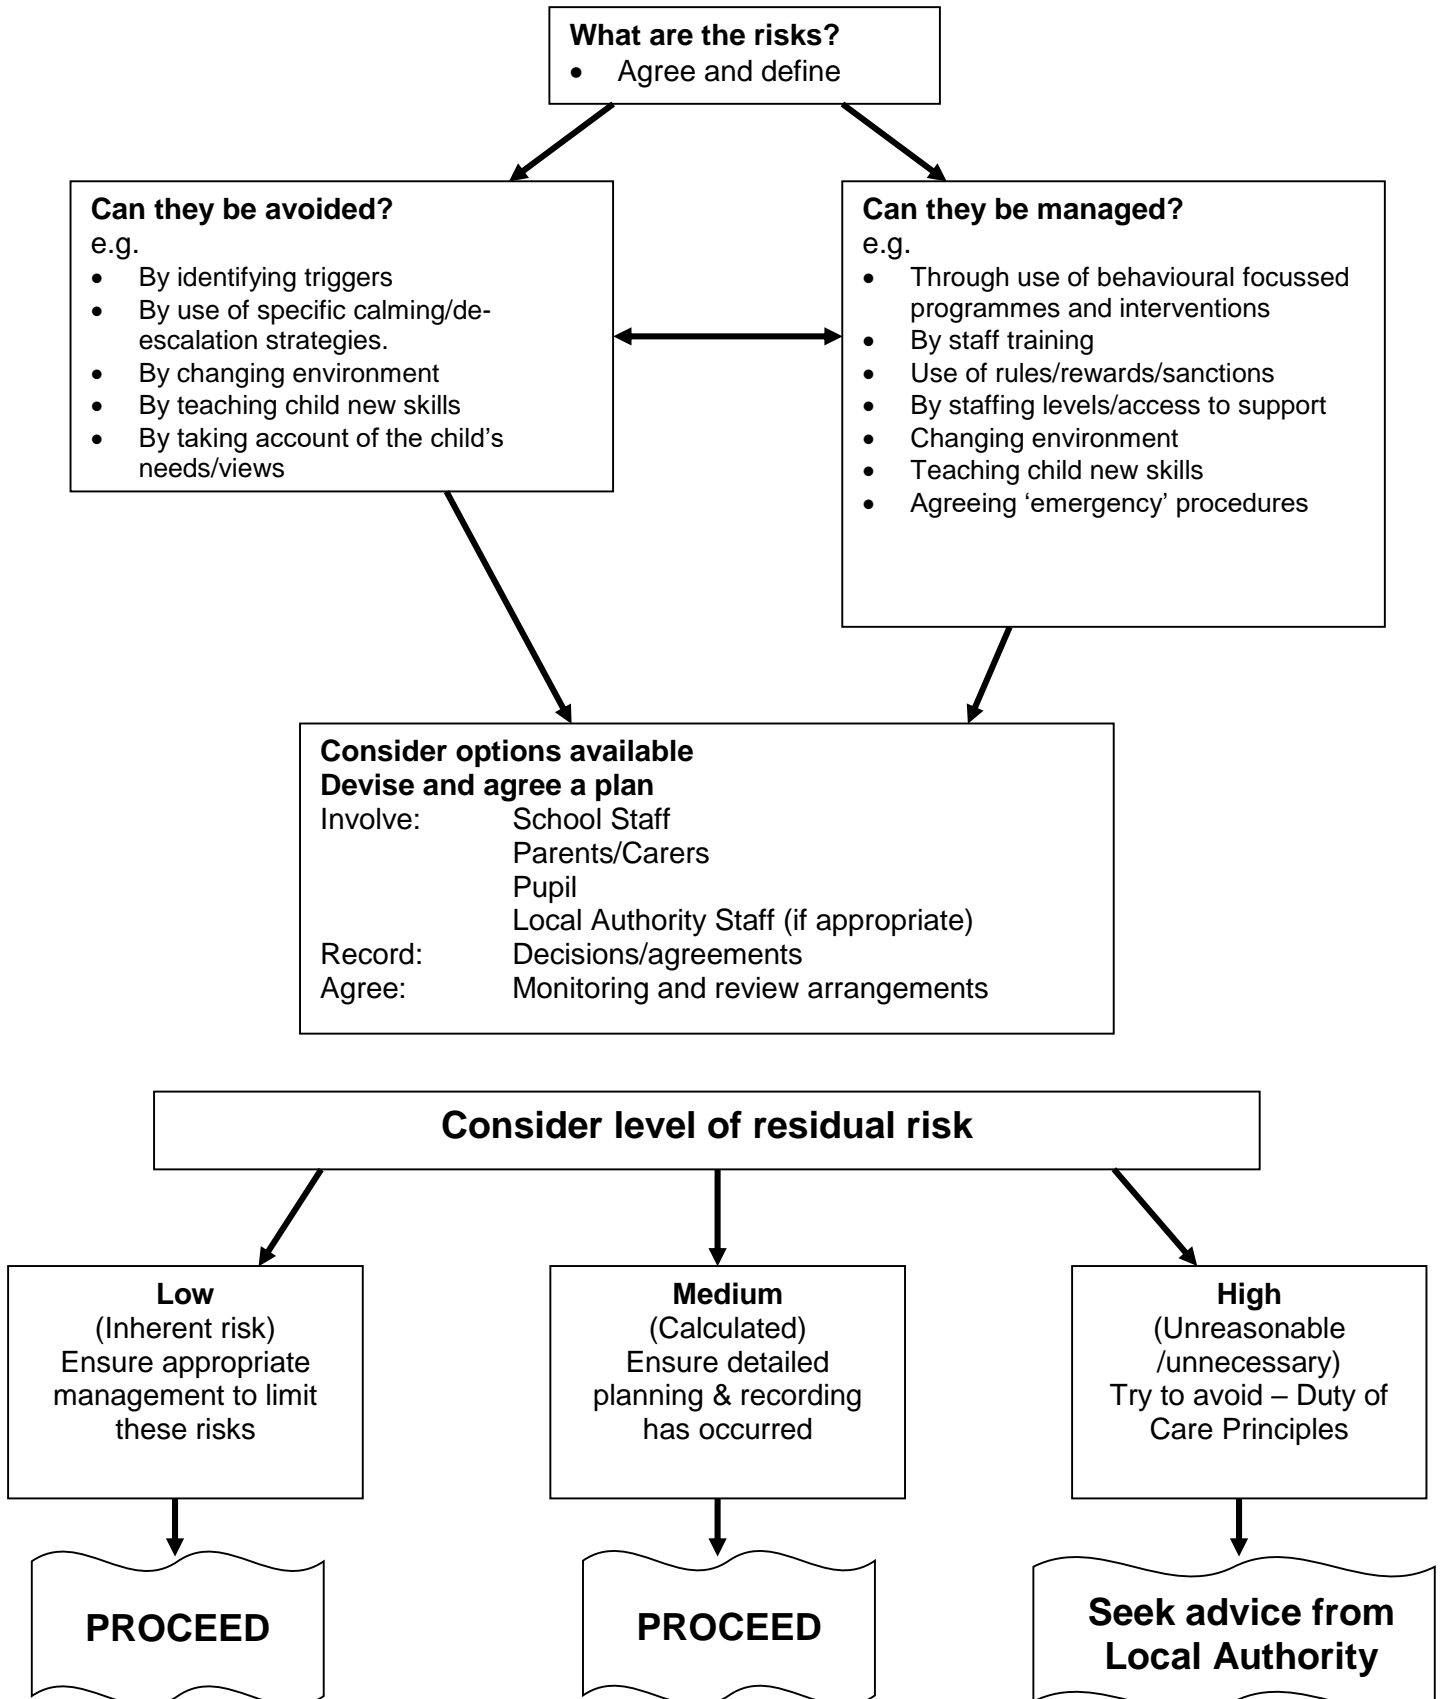 What are the risks?
• Agree and define
Can they be avoided?
e.g.
• By identifying triggers
• By use of specific calming/de-
escalation strategies.
• By changing environment
• By teaching child new skills
• By taking account of the child's
needs/views
Can they be managed?
e.g.
• Through use of behavioural focussed
programmes and interventions
• By staff training
• Use of rules/rewards/sanctions
• By staffing levels/access to support
• Changing environment
• Teaching child new skills
• Agreeing ‘emergency’ procedures
Consider options available
Devise and agree a plan
Involve: School Staff
Parents/Carers
Pupil
Local Authority Staff (if appropriate)
Record: Decisions/agreements
Agree: Monitoring and review arrangements
Consider level of residual risk
Low
(Inherent risk)
Ensure appropriate
management to limit
these risks
Medium
(Calculated)
Ensure detailed
planning & recording
has occurred
High
(Unreasonable
/unnecessary)
Try to avoid – Duty of
Care Principles
PROCEED
PROCEED
Seek advice from
Local Authority